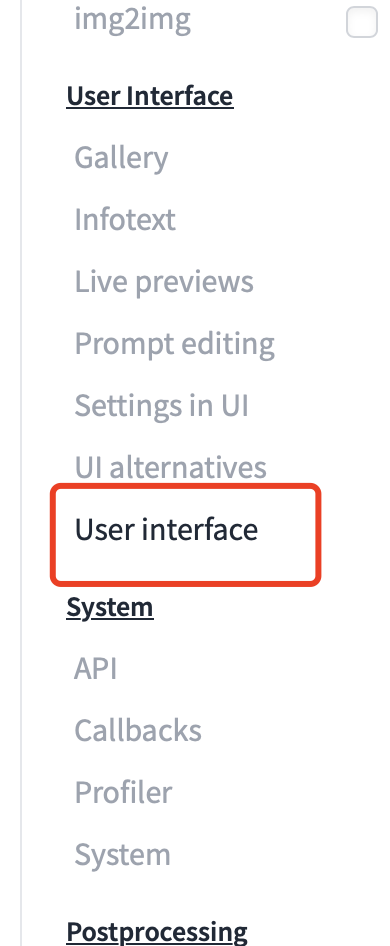 img2img
User Interface
Gallery
Infotext
Live previews
Prompt editing
Settings in UI
UI alternatives
User interface
System
API
Callbacks
Profiler
System
Postprocessing